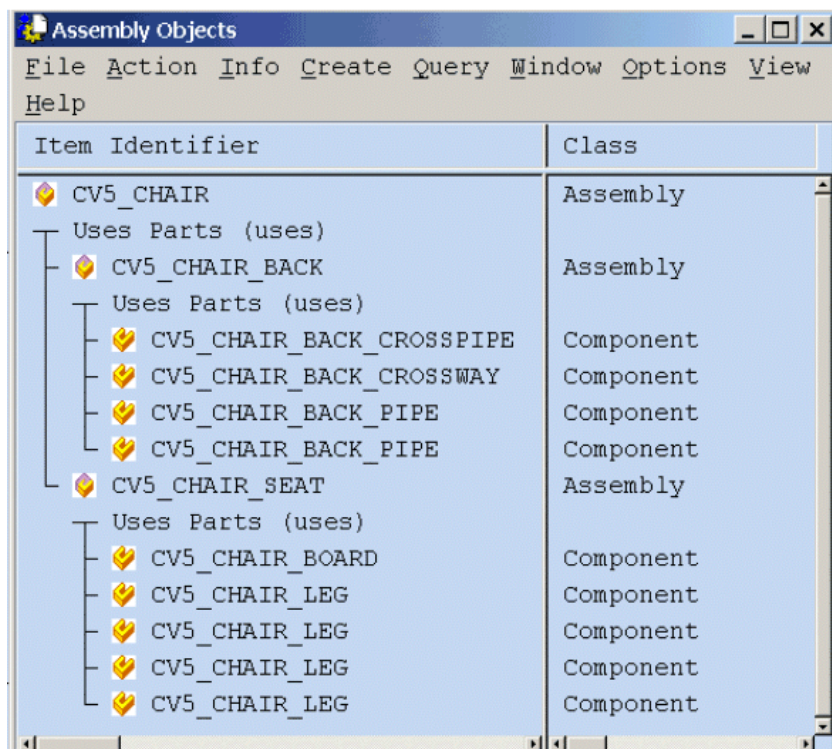 Assembly Objects
File Action Info Create Query Window Options View
Help
Item Identifier Class
CV5_CHAIR Assembly
Uses Parts (uses)
CV5_CHAIR_BACK Assembly
Uses Parts (uses)
CV5_CHAIR_BACK_CROSSPIPE Component
CV5_CHAIR_BACK_CROSSWAY Component
CV5_CHAIR_BACK_PIPE Component
CV5_CHAIR_BACK_PIPE Component
CV5_CHAIR_SEAT Assembly
Uses Parts (uses)
CV5_CHAIR_BOARD Component
CV5_CHAIR_LEG Component
CV5_CHAIR_LEG Component
CV5_CHAIR_LEG Component
CV5_CHAIR_LEG Component